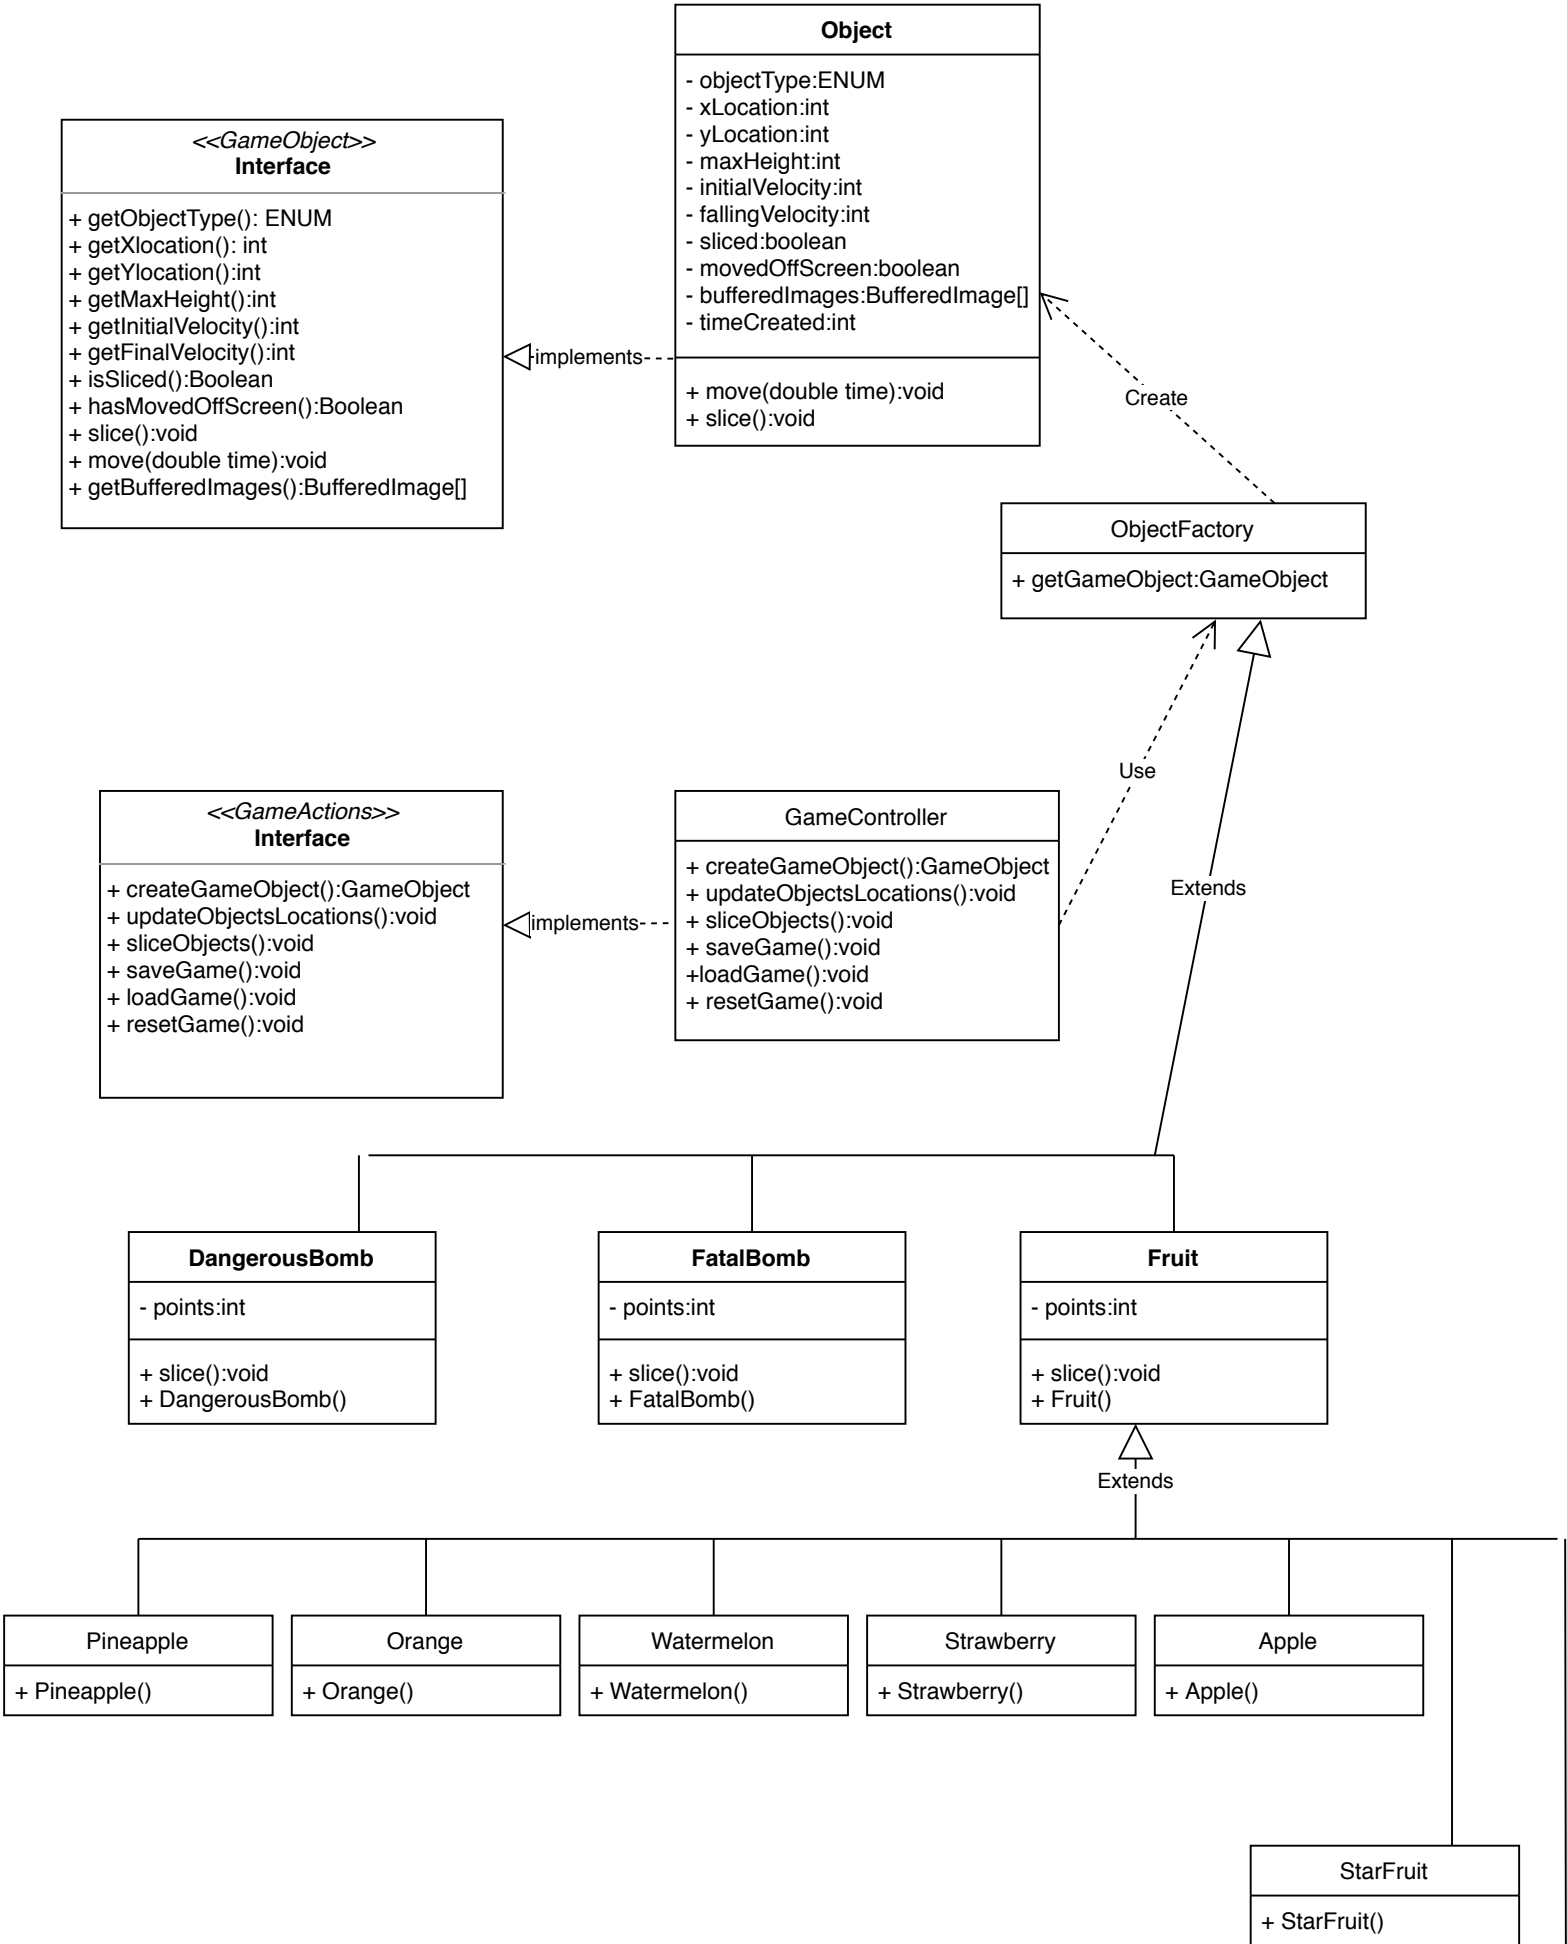 Object
- objectType:ENUM
- xLocation:int
- yLocation:int
- maxHeight:int
- initialVelocity:int
- fallingVelocity:int
- sliced:boolean
- movedOffScreen:boolean
- bufferedImages:BufferedImage[]
- timeCreated:int
+ move(double time):void
+ slice():void
<<GameObject>>
Interface
+ getObjectType(): ENUM
+ getXlocation(): int
+ getYlocation():int
+ getMaxHeight():int
+ getInitialVelocity():int
+ getFinalVelocity():int
+ isSliced():Boolean
+ hasMovedOffScreen():Boolean
+ slice():void
+ move(double time):void
+ getBufferedImages():BufferedImage[]
implements
Create
ObjectFactory
+ getGameObject:GameObject
Use
Extends
<<GameActions>>
Interface
+ createGameObject():GameObject
+ updateObjectsLocations():void
+ sliceObjects():void
+ saveGame():void
+ loadGame():void
+ resetGame():void
implements
GameController
+ createGameObject():GameObject
+ updateObjectsLocations():void
+ sliceObjects():void
+ saveGame():void
+loadGame():void
+ resetGame():void
DangerousBomb
- points:int
+ slice():void
+ DangerousBomb()
FatalBomb
- points:int
+ slice():void
+ FatalBomb()
Fruit
- points:int
+ slice():void
+ Fruit()
Extends
Pineapple
+ Pineapple()
Orange
+ Orange()
Watermelon
+ Watermelon()
Strawberry
+ Strawberry()
Apple
+ Apple()
StarFruit
+ StarFruit()